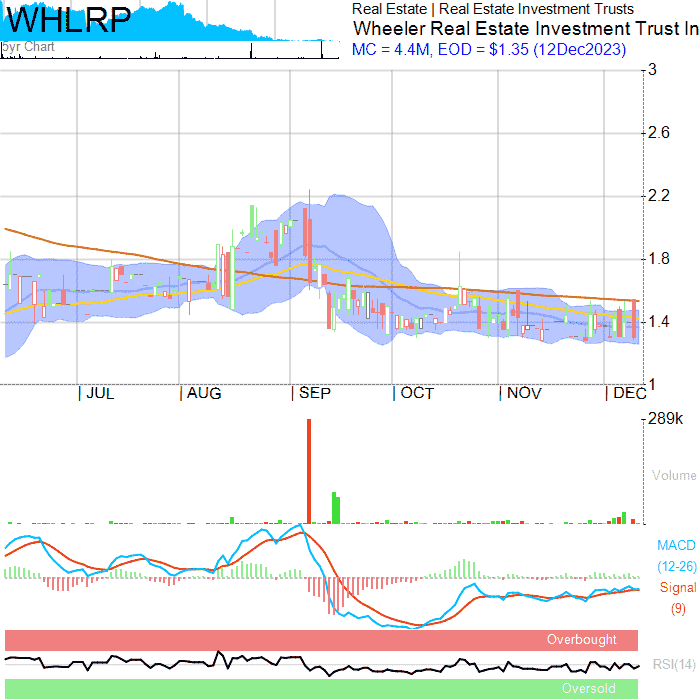 WHLRP
5yr Chart
Real Estate | Real Estate Investment Trusts
Wheeler Real Estate Investment Trust In
MC = 4.4M, EOD = $1.35 (12Dec2023)
3
2.6
2.2
1.8
1.4
1
JUL AUG SEP OCT NOV DEC
289k
Volume
MACD
(12-26)
Signal
(9)
Overbought
RSI(14)
Oversold